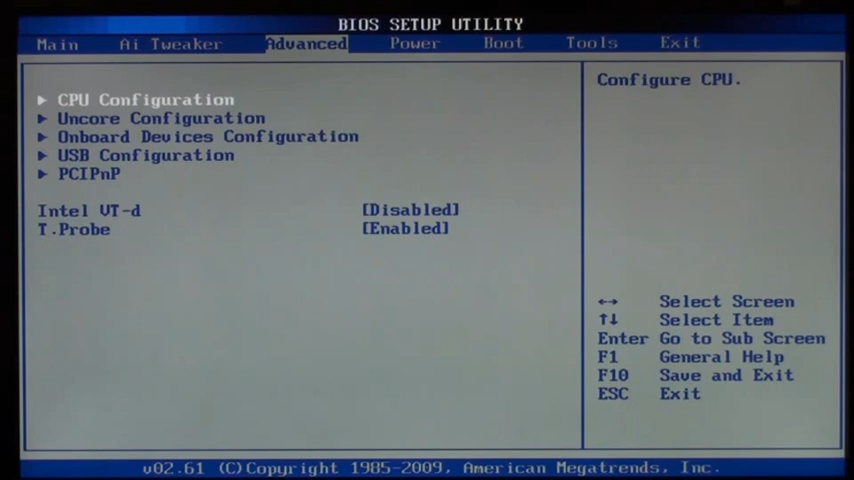 BIOS SETUP UTILITY
Main Ai Tweaker Advanced Power Boot Tools Exit
CPU Configuration
Uncore Configuration
Onboard Devices Configuration
USB Configuration
PCIPnP
Intel VT-d [Disabled]
T.Probe [Enabled]
Configure CPU.
←→ Select Screen
↑↓ Select Item
Enter Go to Sub Screen
F1 General Help
F10 Save and Exit
ESC Exit
v02.61 (C)Copyright 1985-2009, American Megatrends, Inc.